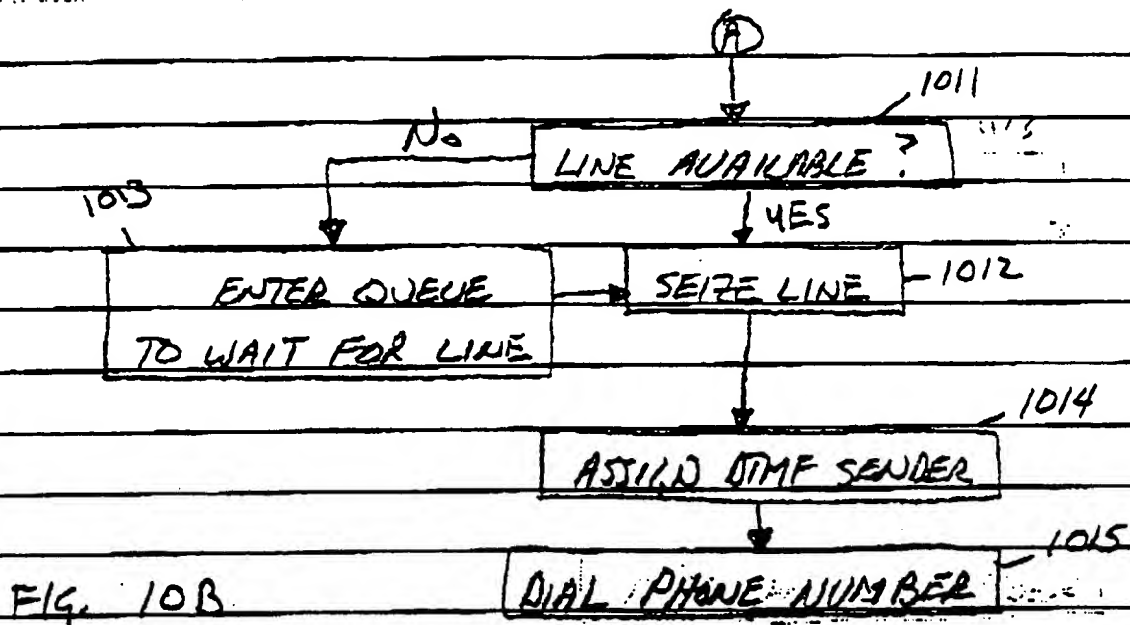 A
1011
No
LINE AVAILABLE ?
1013
YES
ENTER QUEUE
SEIZE LINE
1012
TO WAIT FOR LINE
1014
ASSIGN DTMF SENDER
1015
FIG. 10B
DIAL PHONE NUMBER